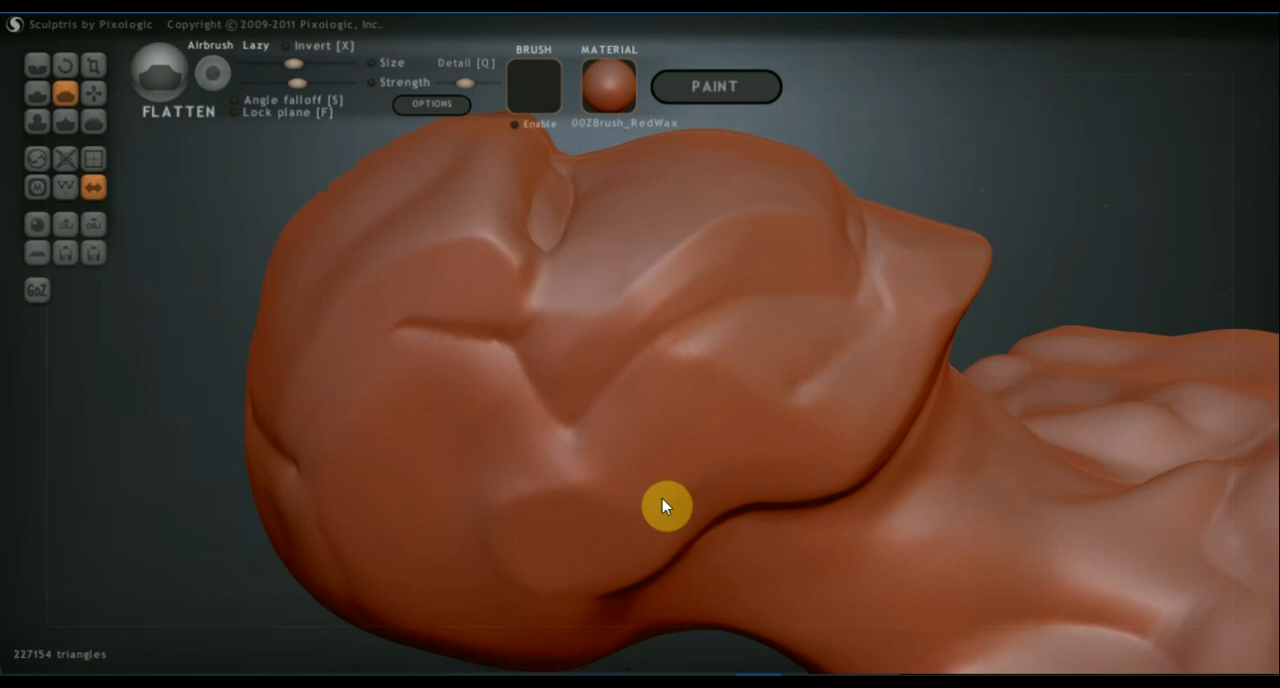 Sculptris by Pixologic Copyright © 2009-2011 Pixologic, Inc.
Airbrush Lazy Invert [X]
Size Detail [Q]
Strength
Angle falloff [S]
Lock plane [F]
OPTIONS
FLATTEN
BRUSH
Enable
MATERIAL
00ZBrush_RedWax
PAINT
GoZ
227154 triangles